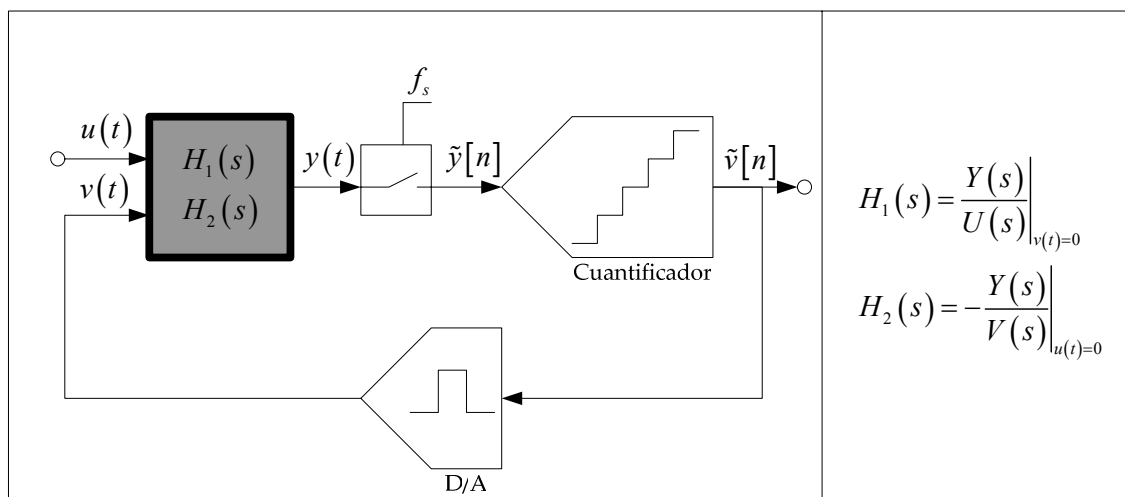 f_s
u(t)
v(t)
H_1(s)
H_2(s)
y(t)
ỹ[n]
ṽ[n]
Cuantificador
D/A
H_1(s) = Y(s)/U(s)|_{v(t)=0}
H_2(s) = -Y(s)/V(s)|_{u(t)=0}